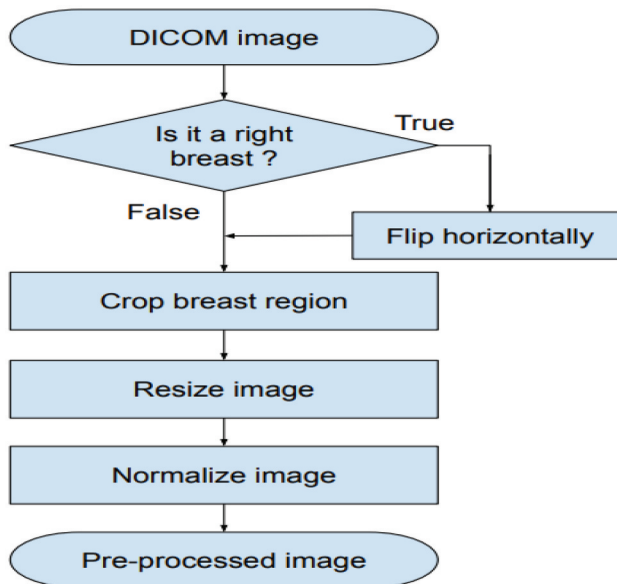 DICOM image
Is it a right
breast ?
True
False
Flip horizontally
Crop breast region
Resize image
Normalize image
Pre-processed image